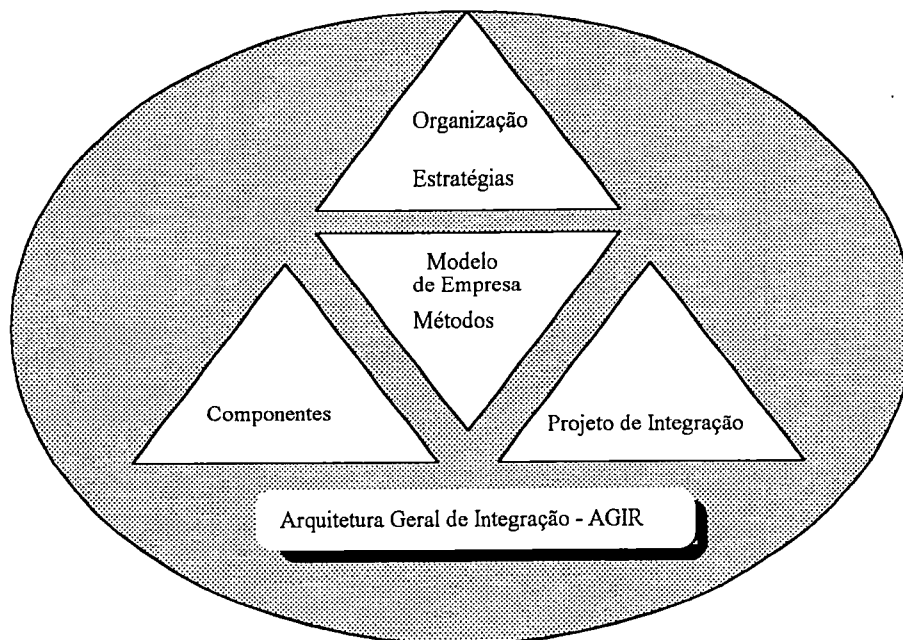 Organização
Estratégias
Modelo
de Empresa
Métodos
Componentes
Projeto de Integração
Arquitetura Geral de Integração - AGIR